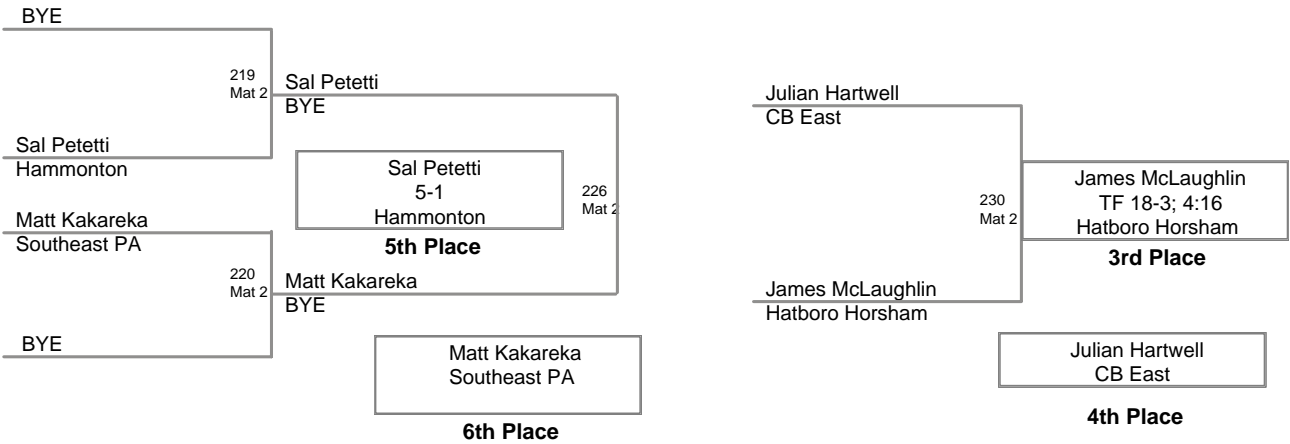 BYE
219
Mat 2
Sal Petetti
BYE
Sal Petetti
Hammonton
Sal Petetti
5-1
Hammonton
5th Place
226
Mat 2
Matt Kakareka
Southeast PA
220
Mat 2
Matt Kakareka
BYE
BYE
Matt Kakareka
Southeast PA
6th Place
Julian Hartwell
CB East
230
Mat 2
James McLaughlin
TF 18-3; 4:16
Hatboro Horsham
3rd Place
James McLaughlin
Hatboro Horsham
Julian Hartwell
CB East
4th Place